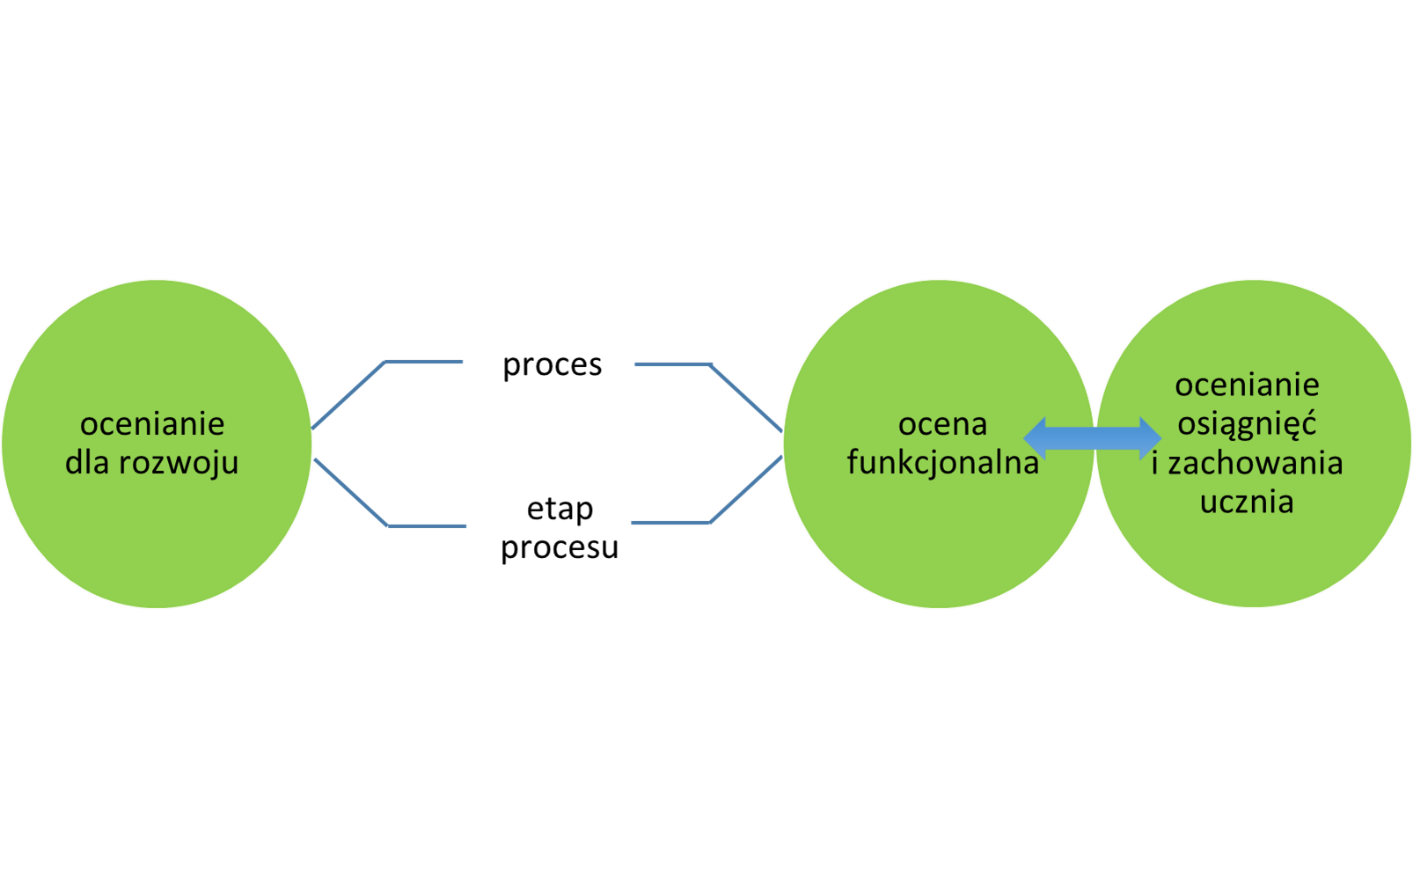 ocenianie
dla rozwoju
proces
etap
procesu
ocena
funkcjonalna
ocenianie
osiągnięć
i zachowania
ucznia